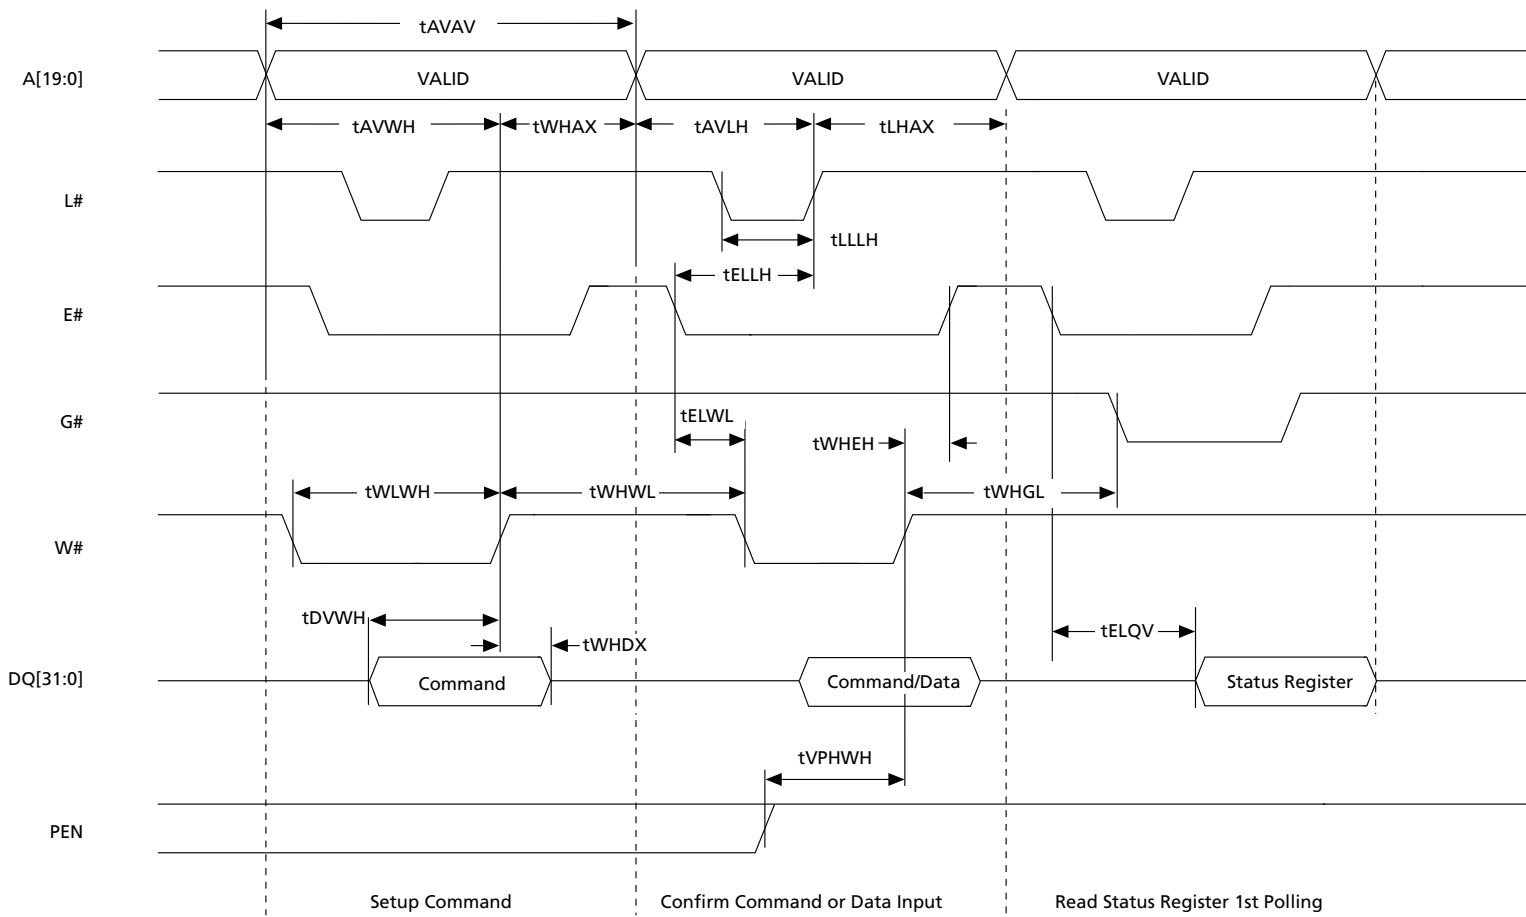 tAVAV
A[19:0]
VALID
VALID
VALID
tAVWH
tWHAX
tAVLH
tLHAX
L#
tLLLH
tELLH
E#
G#
tELWL
tWHEH
tWLWH
tWHWL
tWHGL
W#
tDVWH
tWHDX
tELQV
DQ[31:0]
Command
Command/Data
Status Register
tVPHWH
PEN
Setup Command
Confirm Command or Data Input
Read Status Register 1st Polling